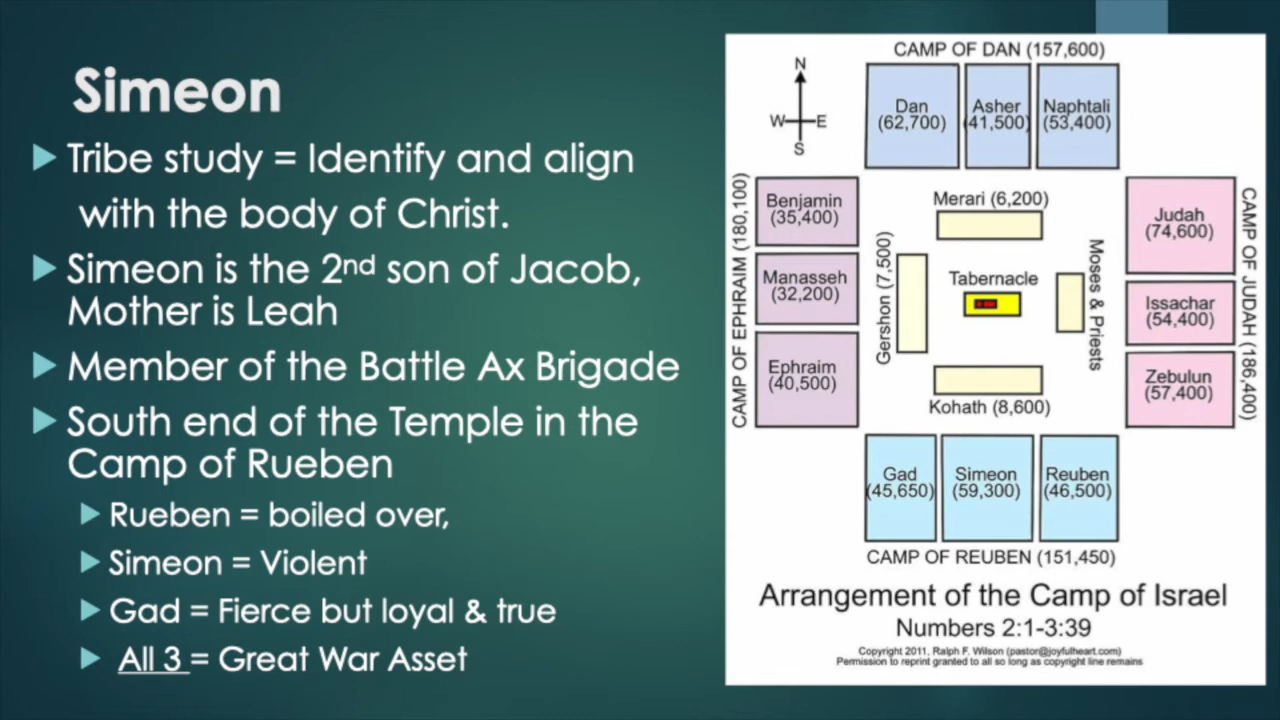 Simeon
Tribe study = Identify and align
with the body of Christ.
Simeon is the 2nd son of Jacob,
Mother is Leah
Member of the Battle Ax Brigade
South end of the Temple in the
Camp of Rueben
Rueben = boiled over,
Simeon = Violent
Gad = Fierce but loyal & true
All 3 = Great War Asset
CAMP OF DAN (157,600)
N
W
E
S
Dan
(62,700)
Asher
(41,500)
Naphtali
(53,400)
CAMP OF EPHRAIM (180,100)
Benjamin
(35,400)
Manasseh
(32,200)
Ephraim
(40,500)
Gershon (7,500)
Merari (6,200)
Tabernacle
Kohath (8,600)
Moses & Priests
Judah
(74,600)
Issachar
(54,400)
Zebulun
(57,400)
CAMP OF JUDAH (186,400)
Gad
(45,650)
Simeon
(59,300)
Reuben
(46,500)
CAMP OF REUBEN (151,450)
Arrangement of the Camp of Israel
Numbers 2:1-3:39
Copyright 2011, Ralph F. Wilson (pastor@joyfulheart.com)
Permission to reprint granted to all so long as copyright line remains